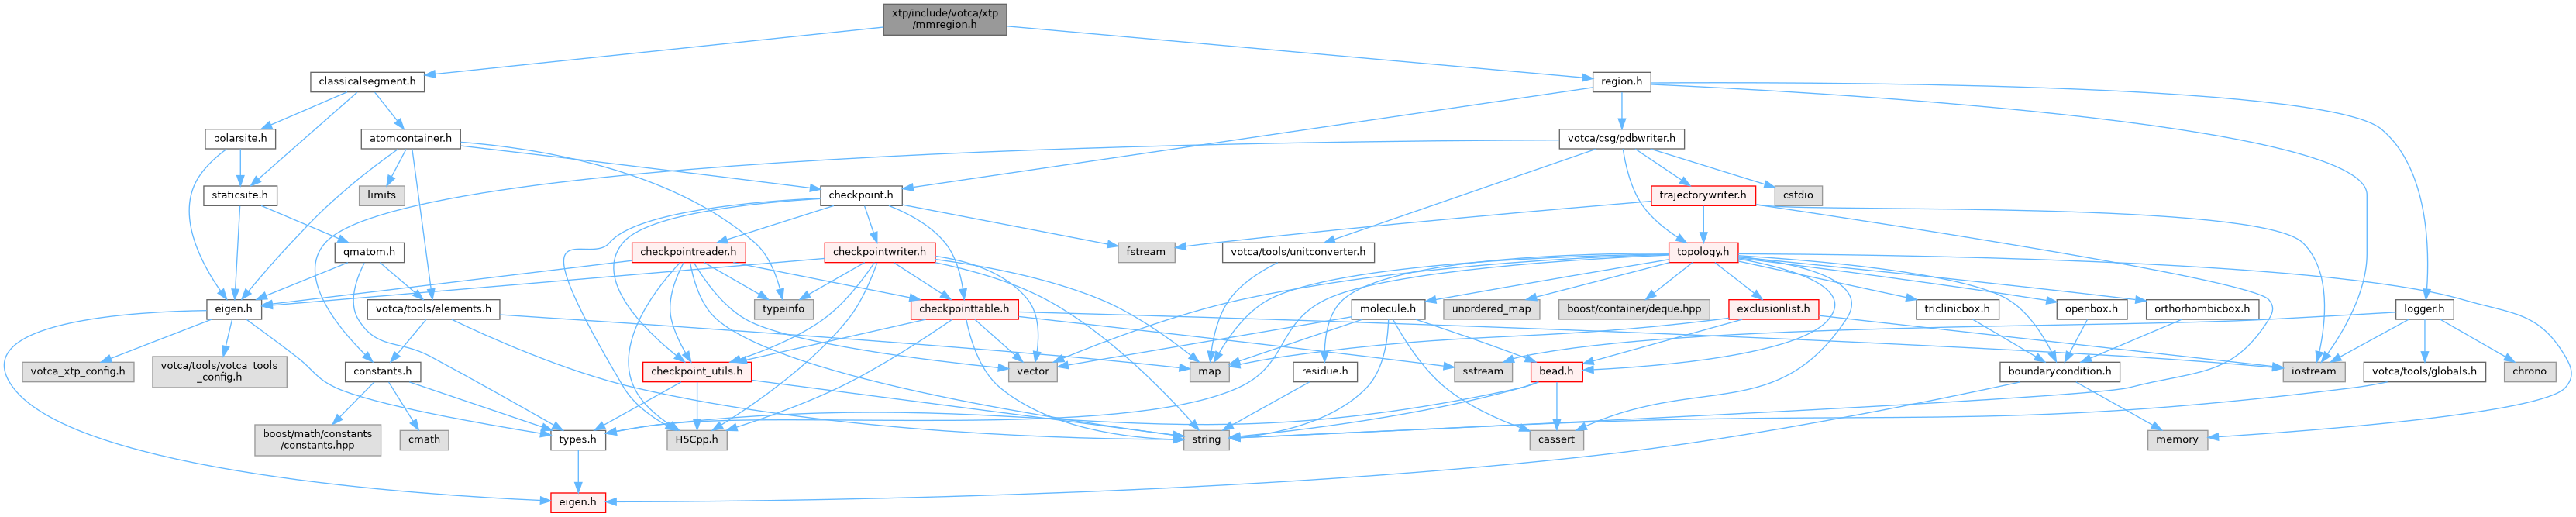 xtp/include/votca/xtp
/mmregion.h
classicalsegment.h
region.h
polarsite.h
atomcontainer.h
votca/csg/pdbwriter.h
staticsite.h
limits
checkpoint.h
trajectorywriter.h
cstdio
qmatom.h
checkpointreader.h
checkpointwriter.h
fstream
votca/tools/unitconverter.h
topology.h
eigen.h
votca/tools/elements.h
typeinfo
checkpointtable.h
molecule.h
unordered_map
boost/container/deque.hpp
exclusionlist.h
triclinicbox.h
openbox.h
orthorhombicbox.h
logger.h
votca_xtp_config.h
votca/tools/votca_tools
_config.h
constants.h
checkpoint_utils.h
vector
map
residue.h
sstream
bead.h
boundarycondition.h
iostream
votca/tools/globals.h
chrono
boost/math/constants
/constants.hpp
cmath
types.h
H5Cpp.h
string
cassert
memory
eigen.h